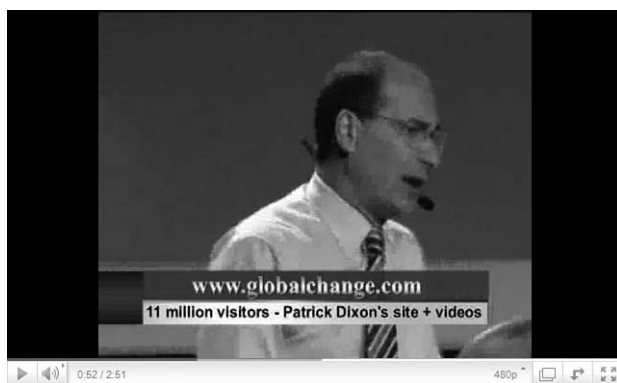 www.globalchange.com
11 million visitors - Patrick Dixon's site + videos
0:52 / 2:51
480p